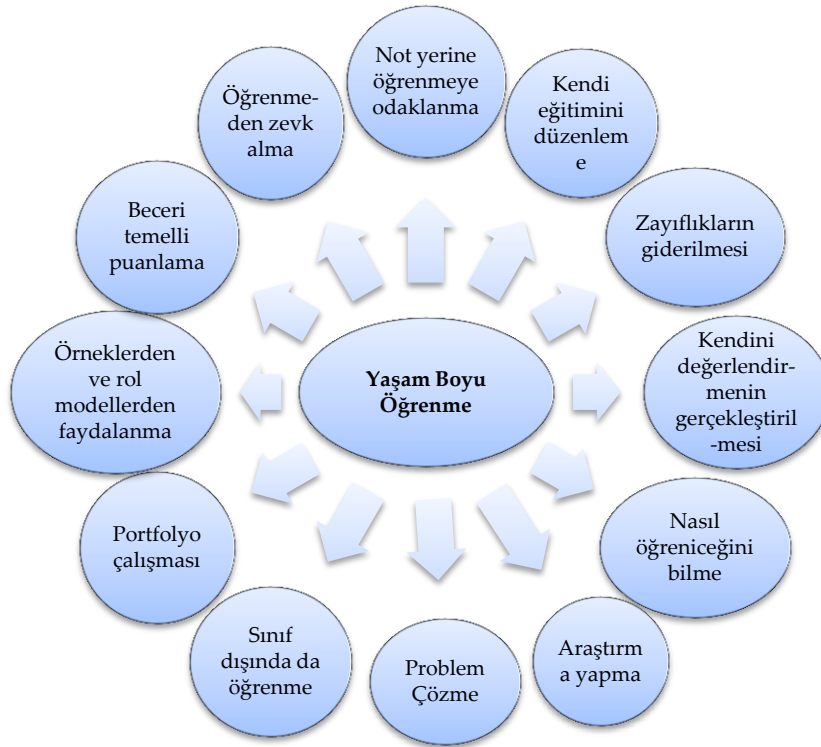 Not yerine
öğrenmeye
odaklanma
Kendi
eğitimini
düzenlem
e
Zayıflıkların
giderilmesi
Kendini
değerlendir-
menin
gerçekleştiril
-mesi
Nasıl
öğreniceğini
bilme
Araştırm
a yapma
Problem
Çözme
Sınıf
dışında da
öğrenme
Portfolyo
çalışması
Örneklerden
ve rol
modellerden
faydalanma
Beceri
temelli
puanlama
Öğrenme-
den zevk
alma
Yaşam Boyu
Öğrenme